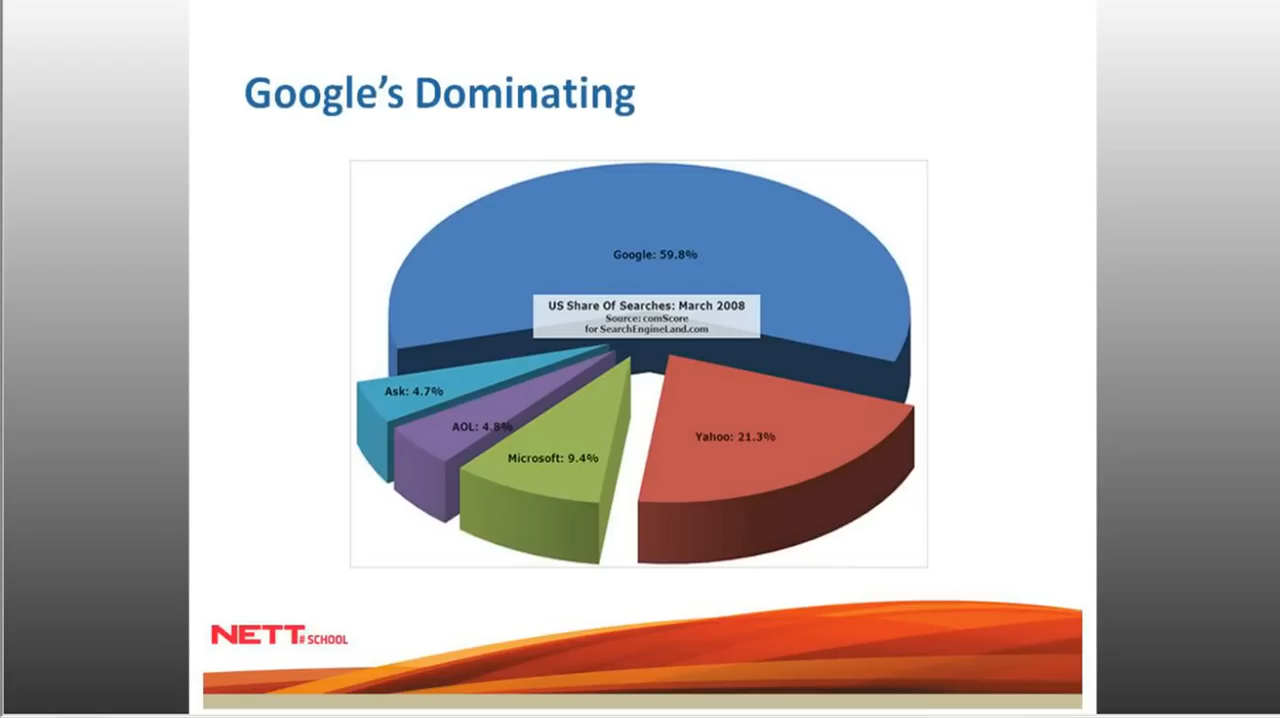 Google's Dominating
Google: 59.8%
US Share Of Searches: March 2008
Source: comScore
for SearchEngineLand.com
Ask: 4.7%
AOL: 4.8%
Yahoo: 21.3%
Microsoft: 9.4%
NETT# SCHOOL